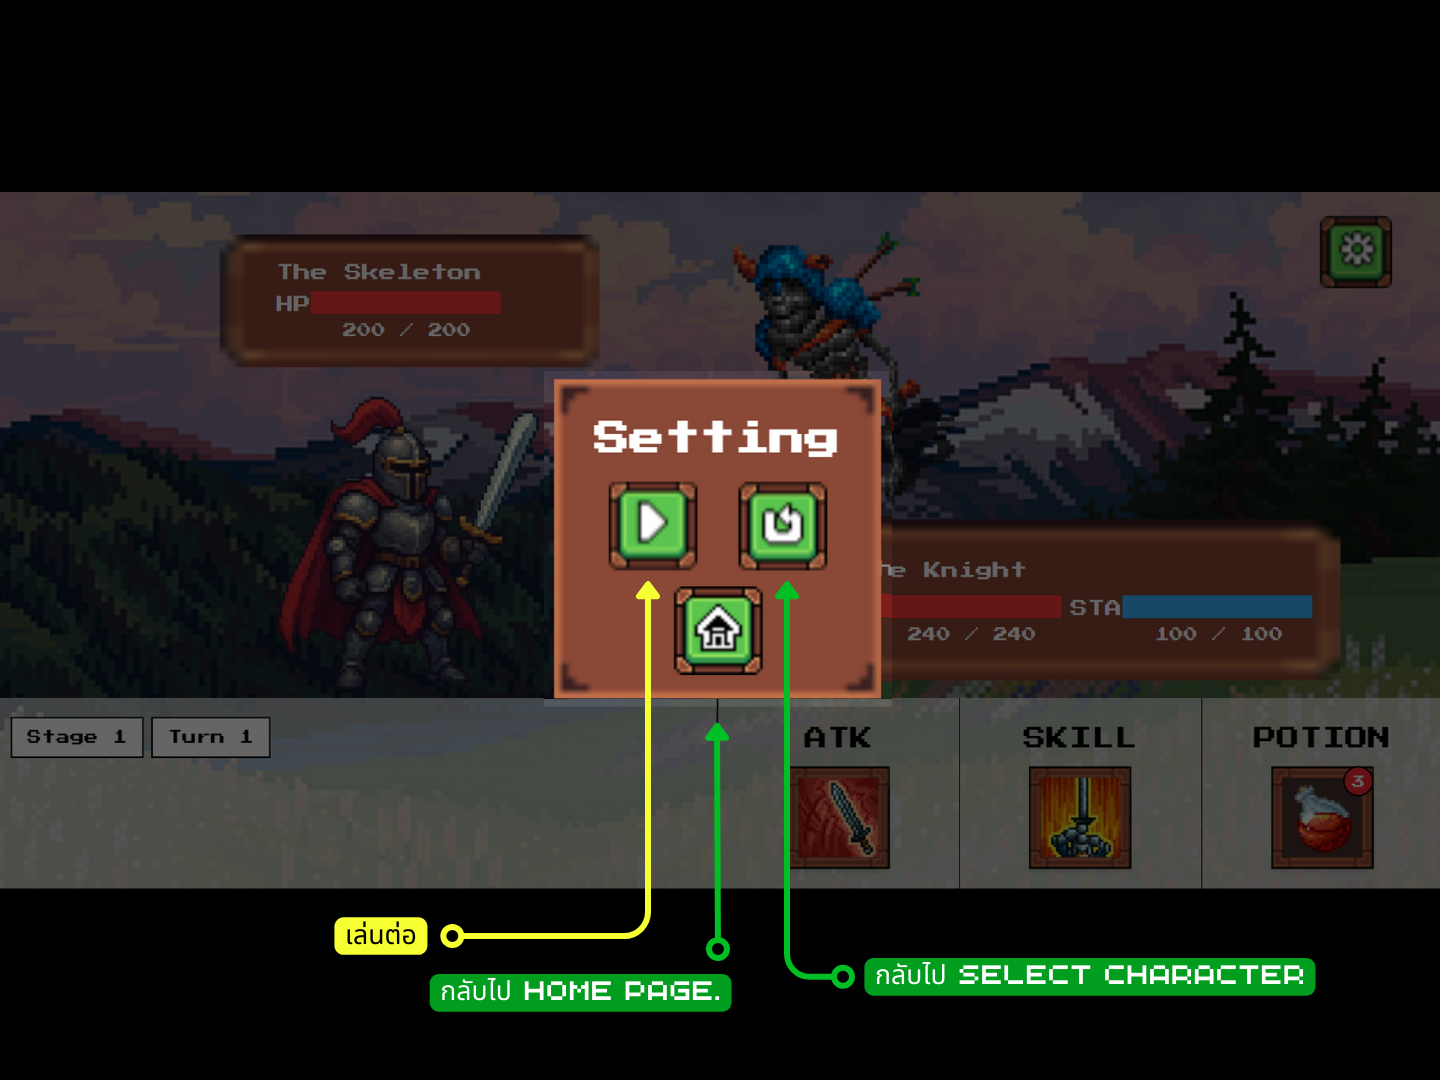 The Skeleton
HP
200 / 200
Setting
he Knight
STA
240 / 240
100 / 100
Stage 1
Turn 1
ATK
SKILL
POTION
3
เล่นต่อ
กลับไป HOME PAGE.
กลับไป SELECT CHARACTER